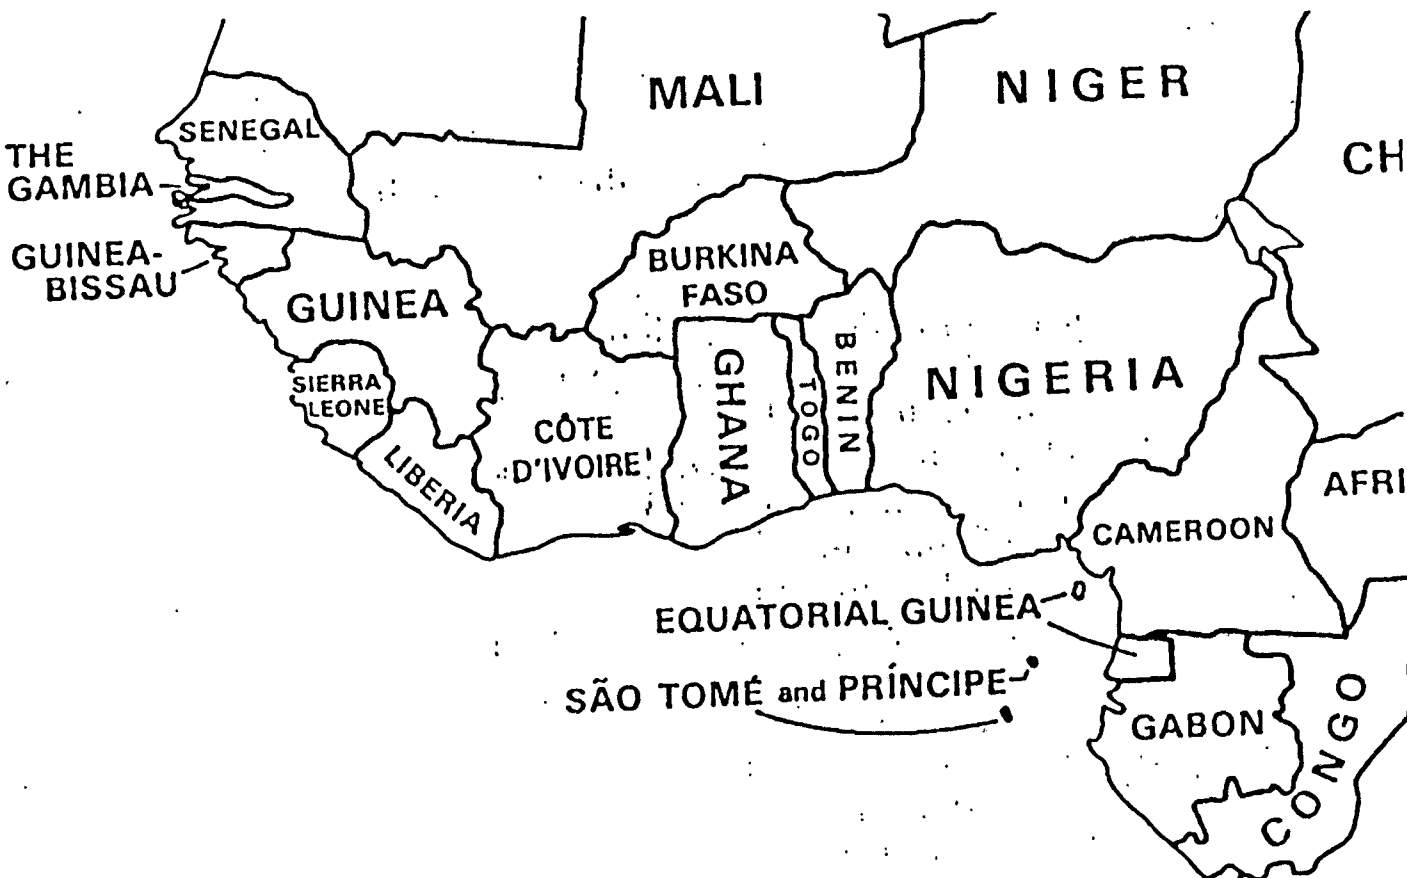 MALI
NIGER
SENEGAL
THE
GAMBIA
CH
GUINEA-
BISSAU
GUINEA
BURKINA
FASO
SIERRA
LEONE
LIBERIA
CÔTE
D'IVOIRE
GHANA
TOGO
BENIN
NIGERIA
AFRI
CAMEROON
EQUATORIAL GUINEA
SÃO TOMÉ and PRÍNCIPE
GABON
CONGO